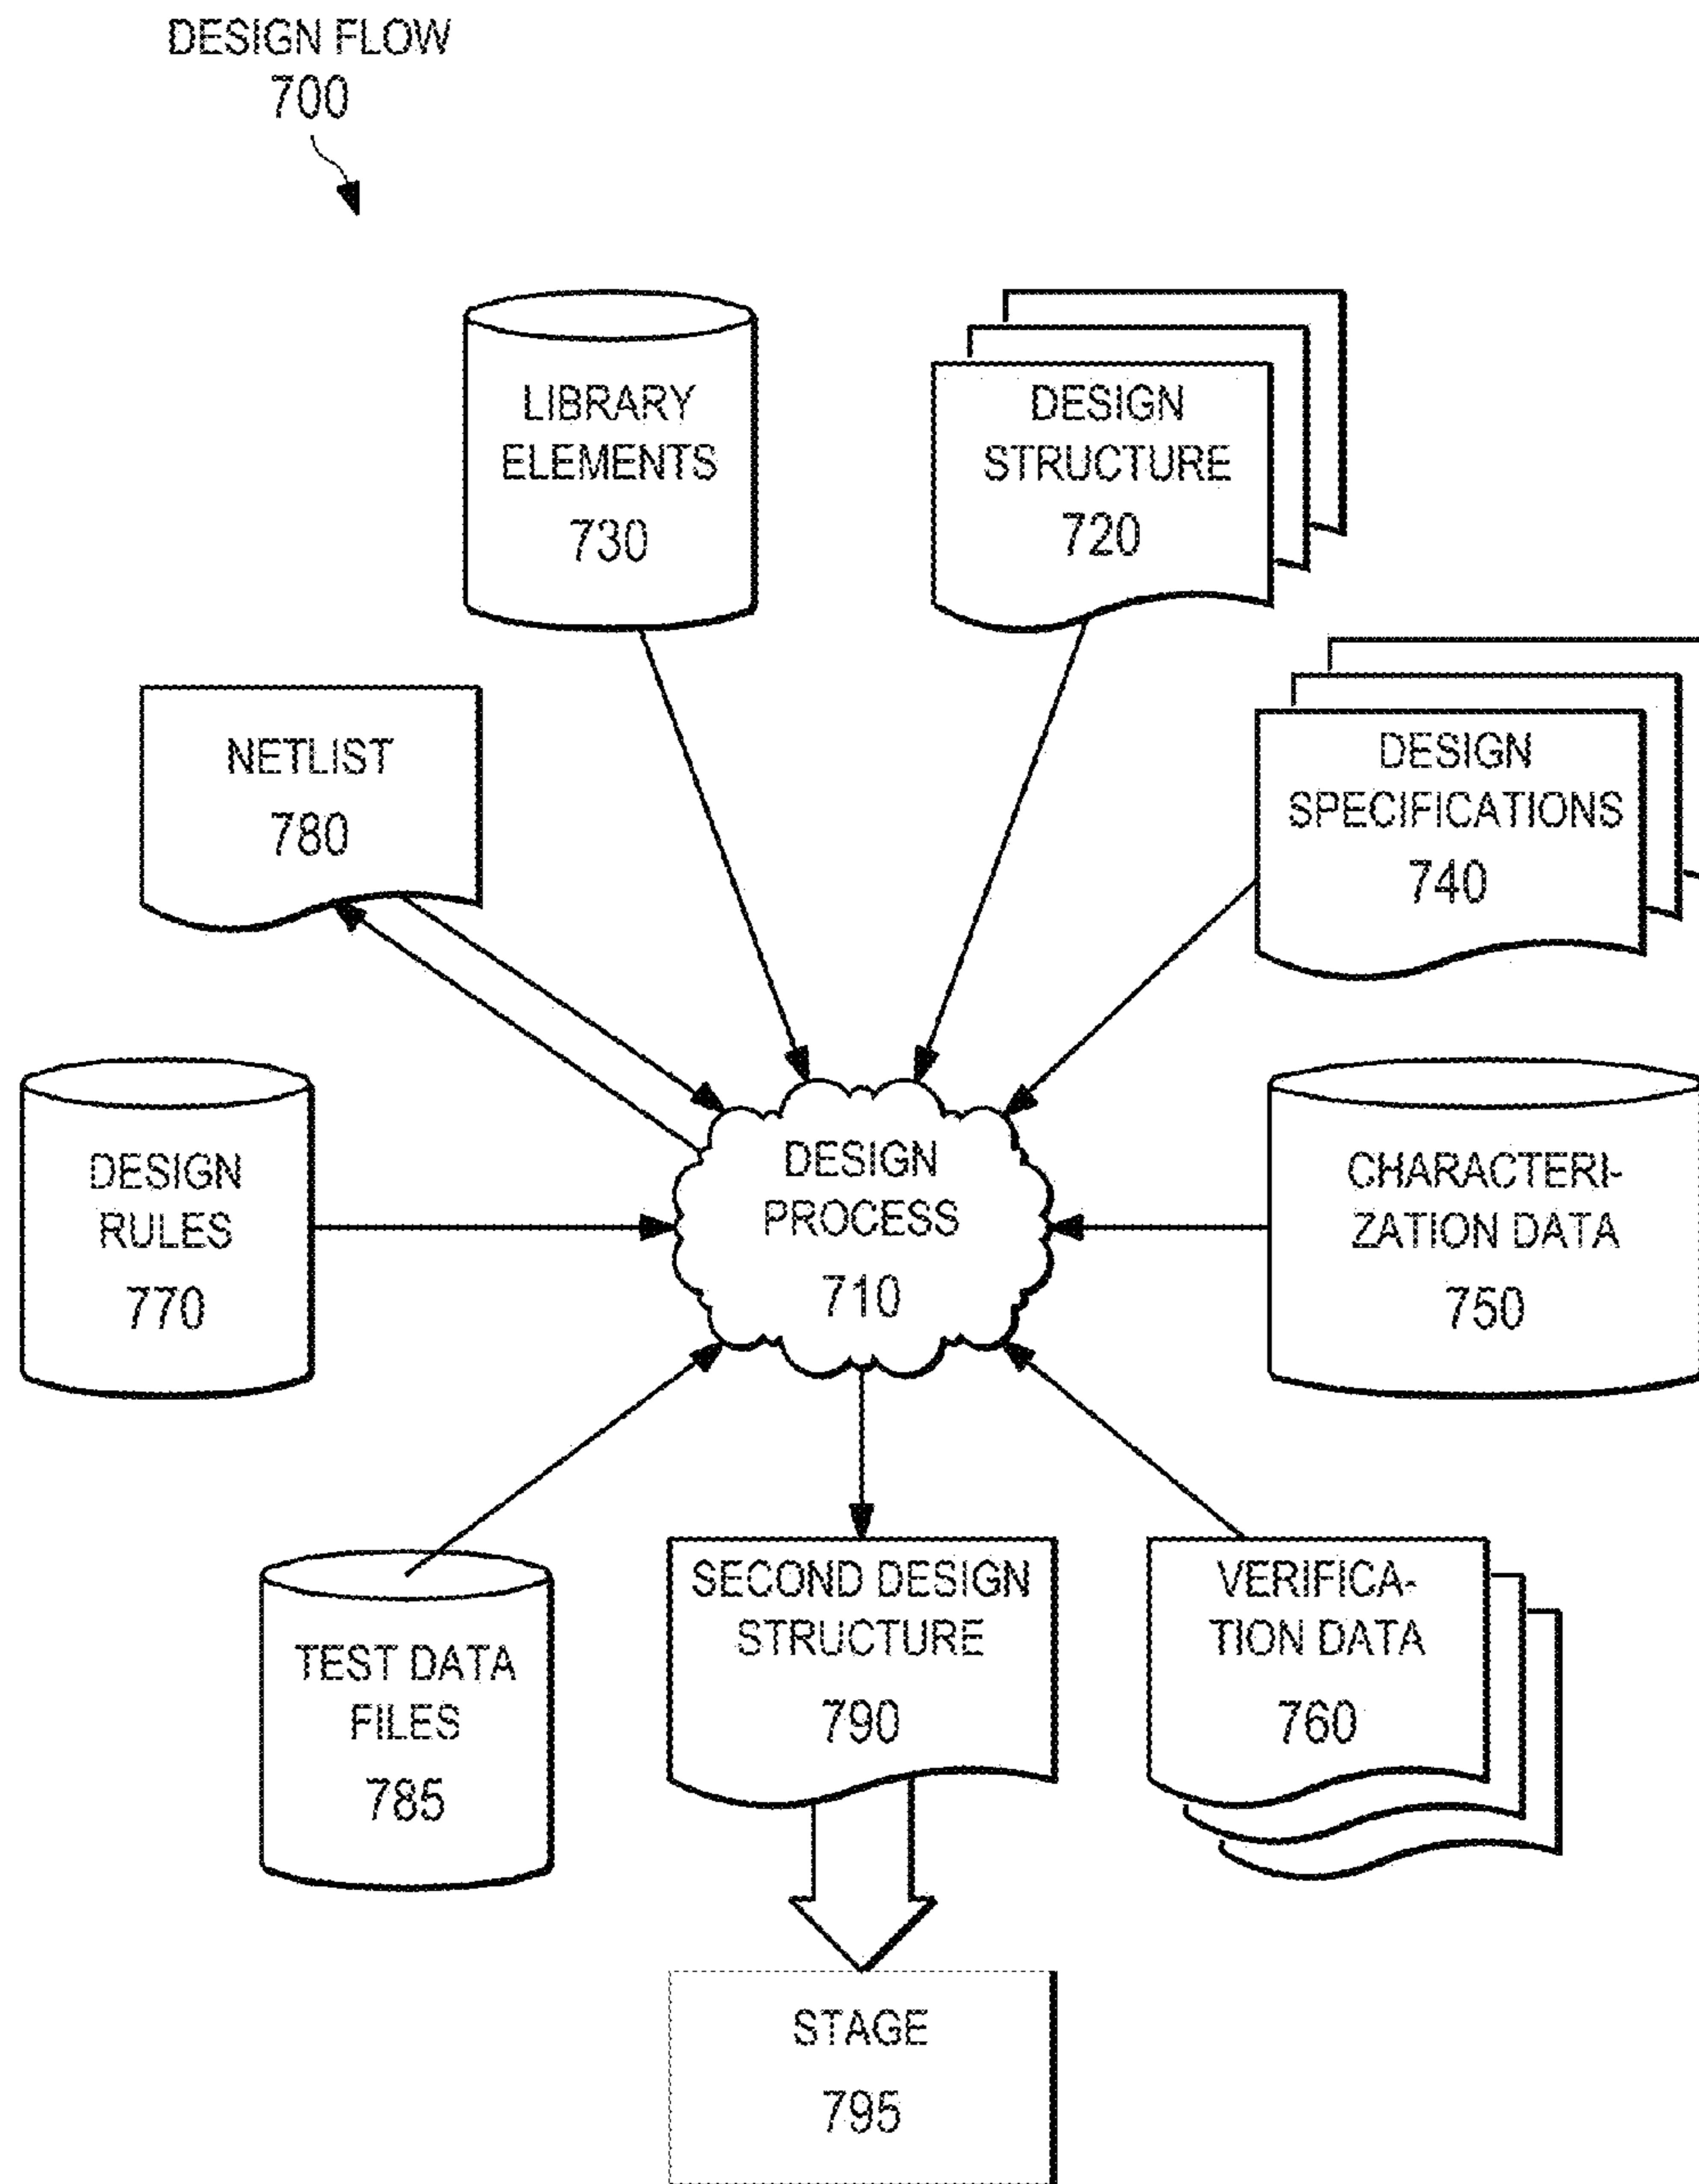 DESIGN FLOW
700
LIBRARY
ELEMENTS
730
DESIGN
STRUCTURE
720
NETLIST
780
DESIGN
SPECIFICATIONS
740
DESIGN
RULES
770
DESIGN
PROCESS
710
CHARACTERI-
ZATION DATA
750
TEST DATA
FILES
785
SECOND DESIGN
STRUCTURE
790
VERIFICA-
TION DATA
760
STAGE
795